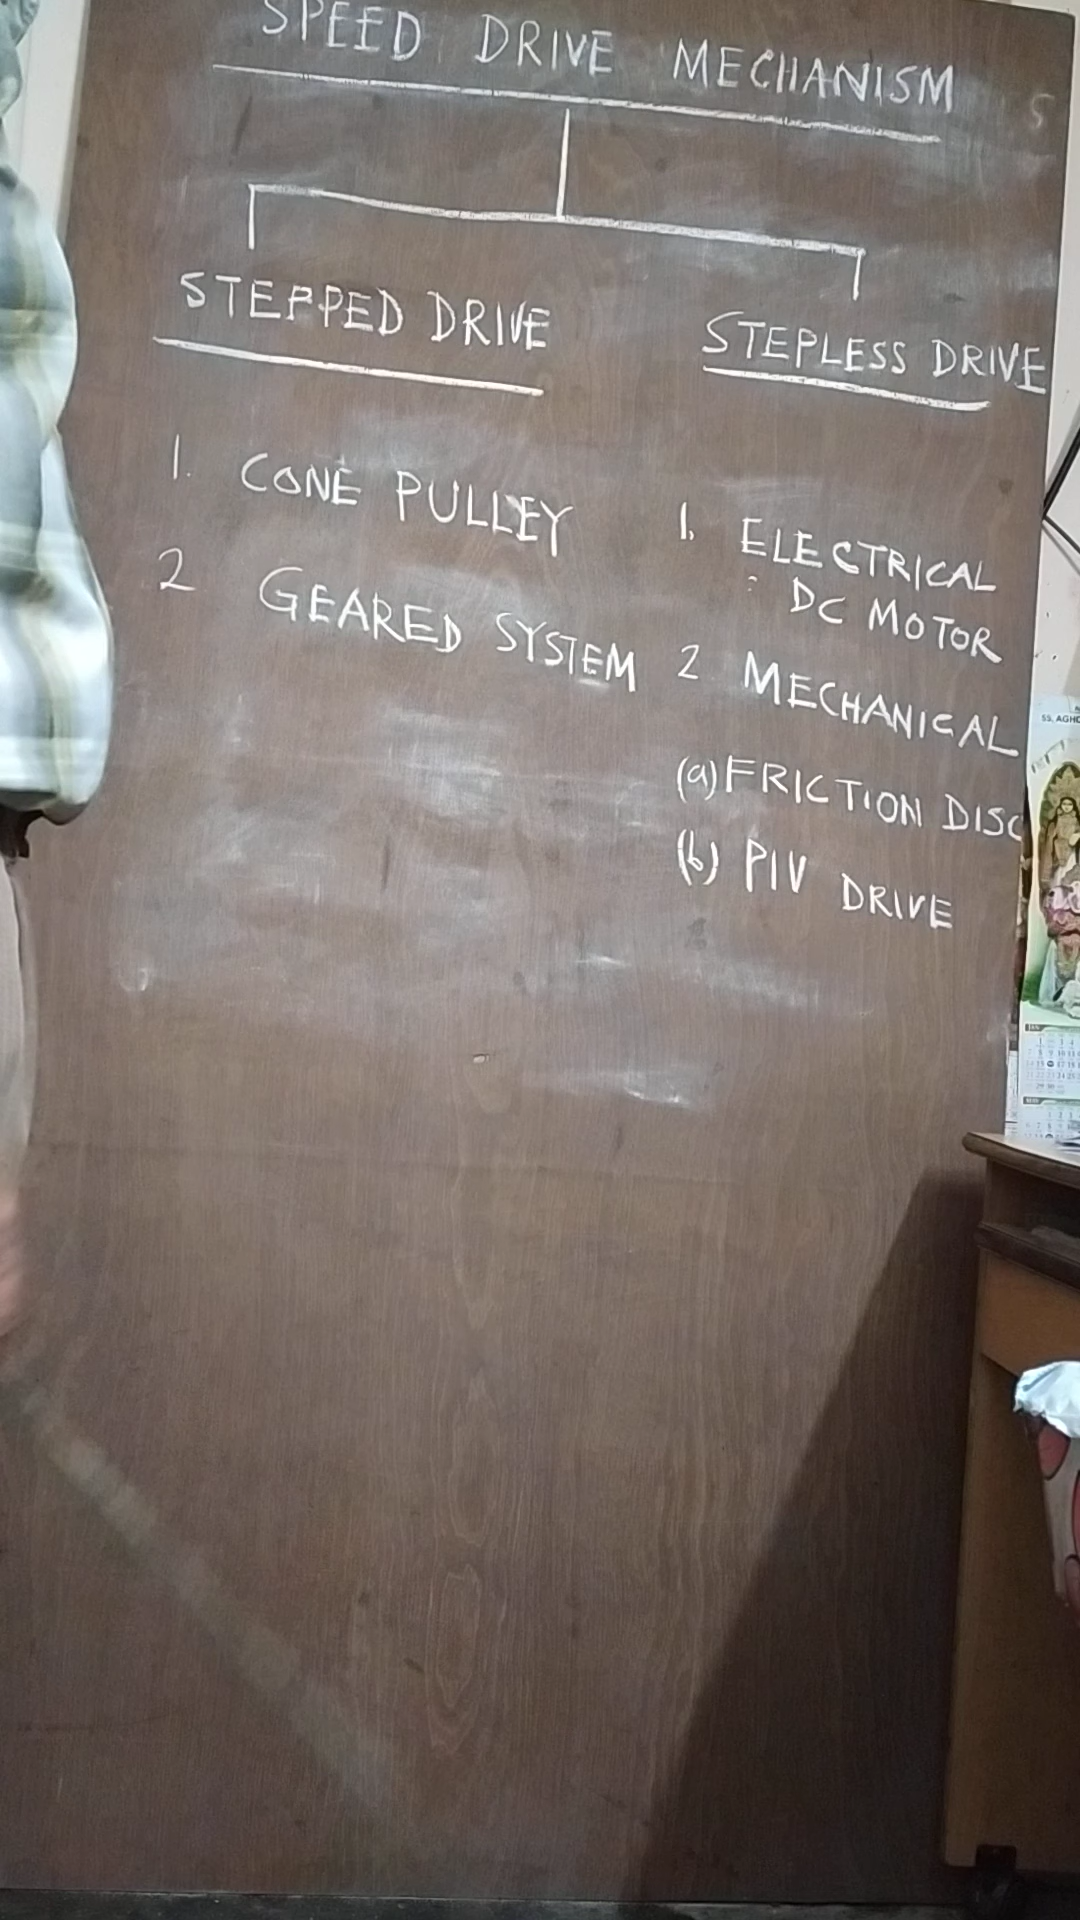 SPEED DRIVE MECHANISM
STEPPED DRIVE
1. CONE PULLEY
2 GEARED SYSTEM
STEPLESS DRIVE
1. ELECTRICAL
DC MOTOR
2 MECHANICAL
(a) FRICTION DISC
(b) PIV DRIVE